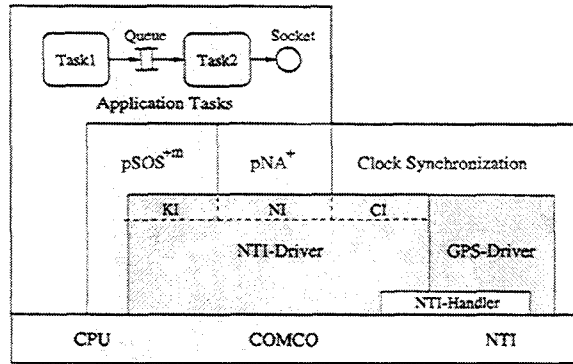 Queue Socket
Task1 Task2
Application Tasks
pSOS+m pNA+ Clock Synchronization
KI NI CI
NTI-Driver GPS-Driver
NTI-Handler
CPU COMCO NTI